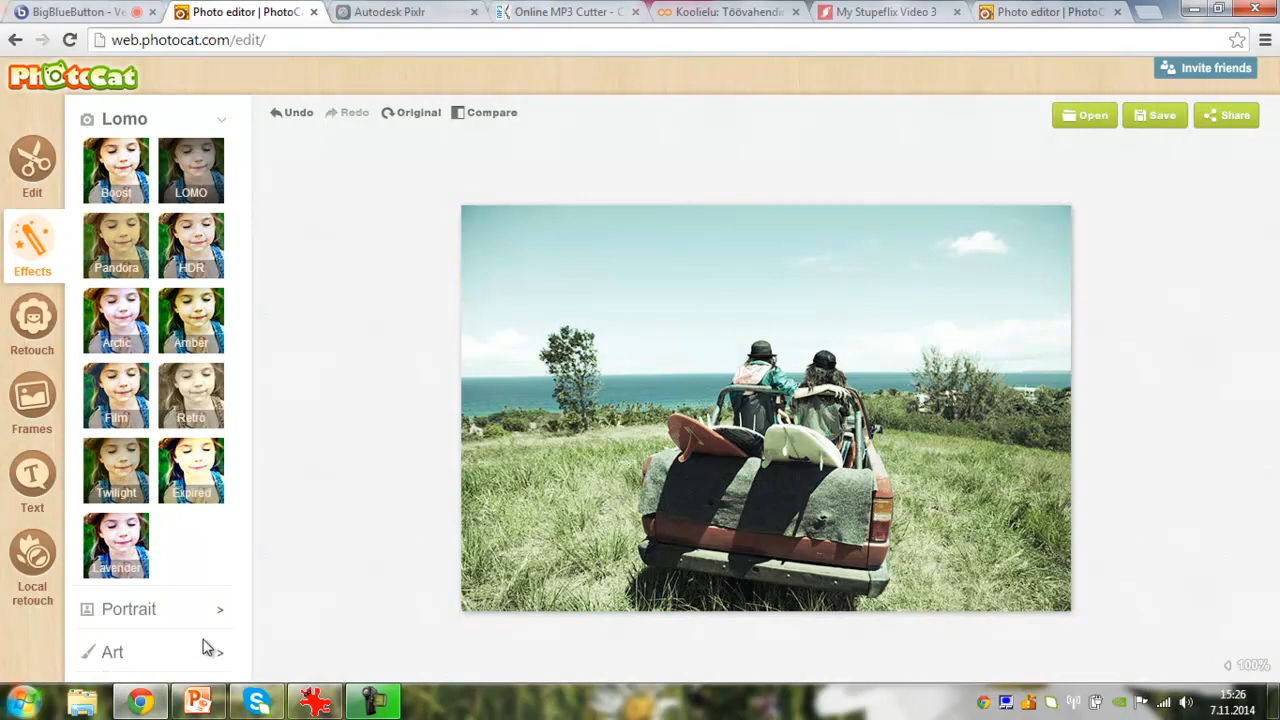 BigBlueButton - Ve
Photo editor | PhotoC
Autodesk Pixlr
Online MP3 Cutter - C
Koolielu: Töövahendi
My Stupeflix Video 3
Photo editor | PhotoC
web.photocat.com/edit/
PhotoCat
Invite friends
Lomo
Undo Redo Original Compare
Open Save Share
Edit
Effects
Retouch
Frames
Text
Local
retouch
Boost LOMO
Pandora HDR
Arctic Amber
Film Retro
Twilight Expired
Lavender
Portrait >
Art >
100%
15:26
7.11.2014